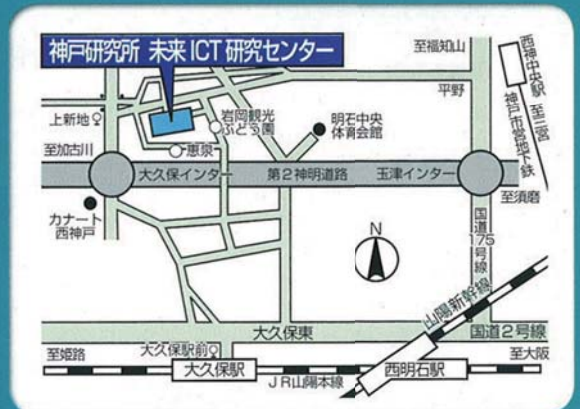 神戸研究所 未来ICT研究センター
至福知山
平野
西神中央駅
神戸市営地下鉄
至三宮
上新地
岩岡観光
ぶどう園
明石中央
体育会館
至加古川
恵泉
大久保インター
第2神明道路
玉津インター
至須磨
カナート
西神戸
N
国道175号線
山陽新幹線
大久保東
国道2号線
至姫路
大久保駅前
至大阪
大久保駅
JR山陽本線
西明石駅